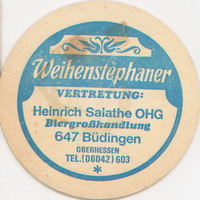 Weihenstephaner
VERTRETUNG:
Heinrich Salathe OHG
Biergroßhandlung
647 Büdingen
OBERHESSEN
TEL.(06042) 603
*